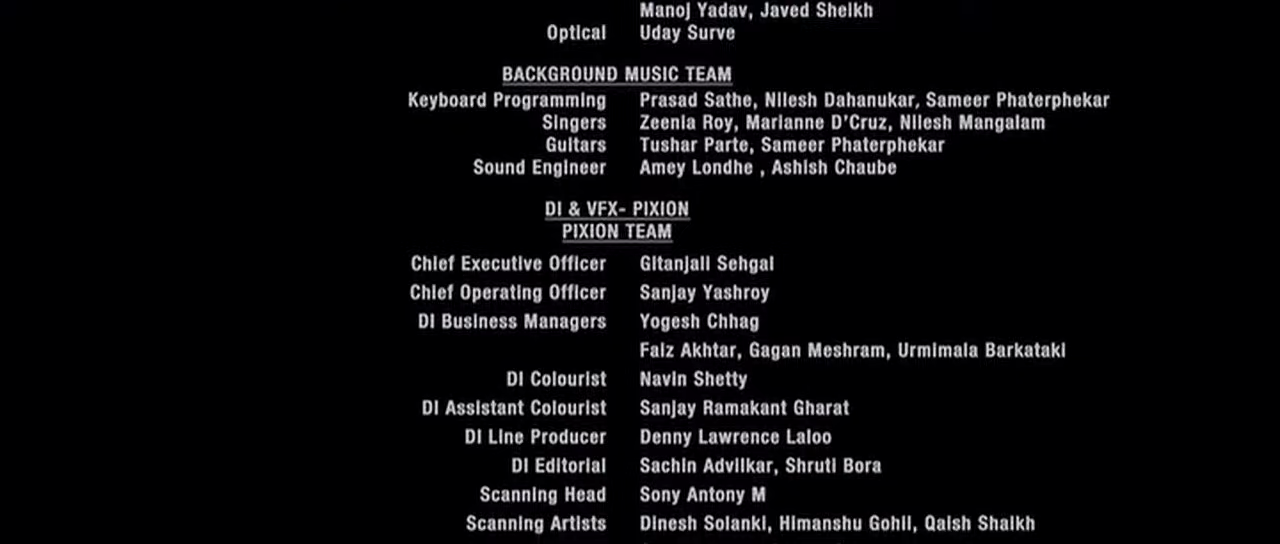 Manoj Yadav, Javed Sheikh
Optical Uday Surve
BACKGROUND MUSIC TEAM
Keyboard Programming Prasad Sathe, Nilesh Dahanukar, Sameer Phaterphekar
Singers Zeenia Roy, Marianne D'Cruz, Nilesh Mangalam
Guitars Tushar Parte, Sameer Phaterphekar
Sound Engineer Amey Londhe , Ashish Chaube
DI & VFX- PIXION
PIXION TEAM
Chief Executive Officer Gitanjali Sehgal
Chief Operating Officer Sanjay Yashroy
DI Business Managers Yogesh Chhag
Faiz Akhtar, Gagan Meshram, Urmimala Barkataki
DI Colourist Navin Shetty
DI Assistant Colourist Sanjay Ramakant Gharat
DI Line Producer Denny Lawrence Laloo
DI Editorial Sachin Advilkar, Shruti Bora
Scanning Head Sony Antony M
Scanning Artists Dinesh Solanki, Himanshu Gohil, Qaish Shaikh